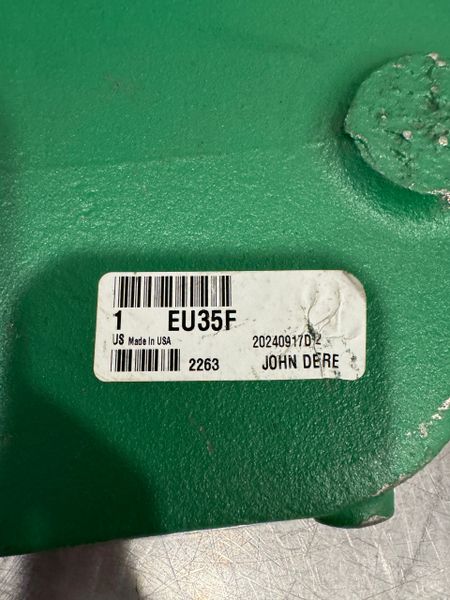 1 EU35F
US Made In USA 20240917D 2
2263 JOHN DERE